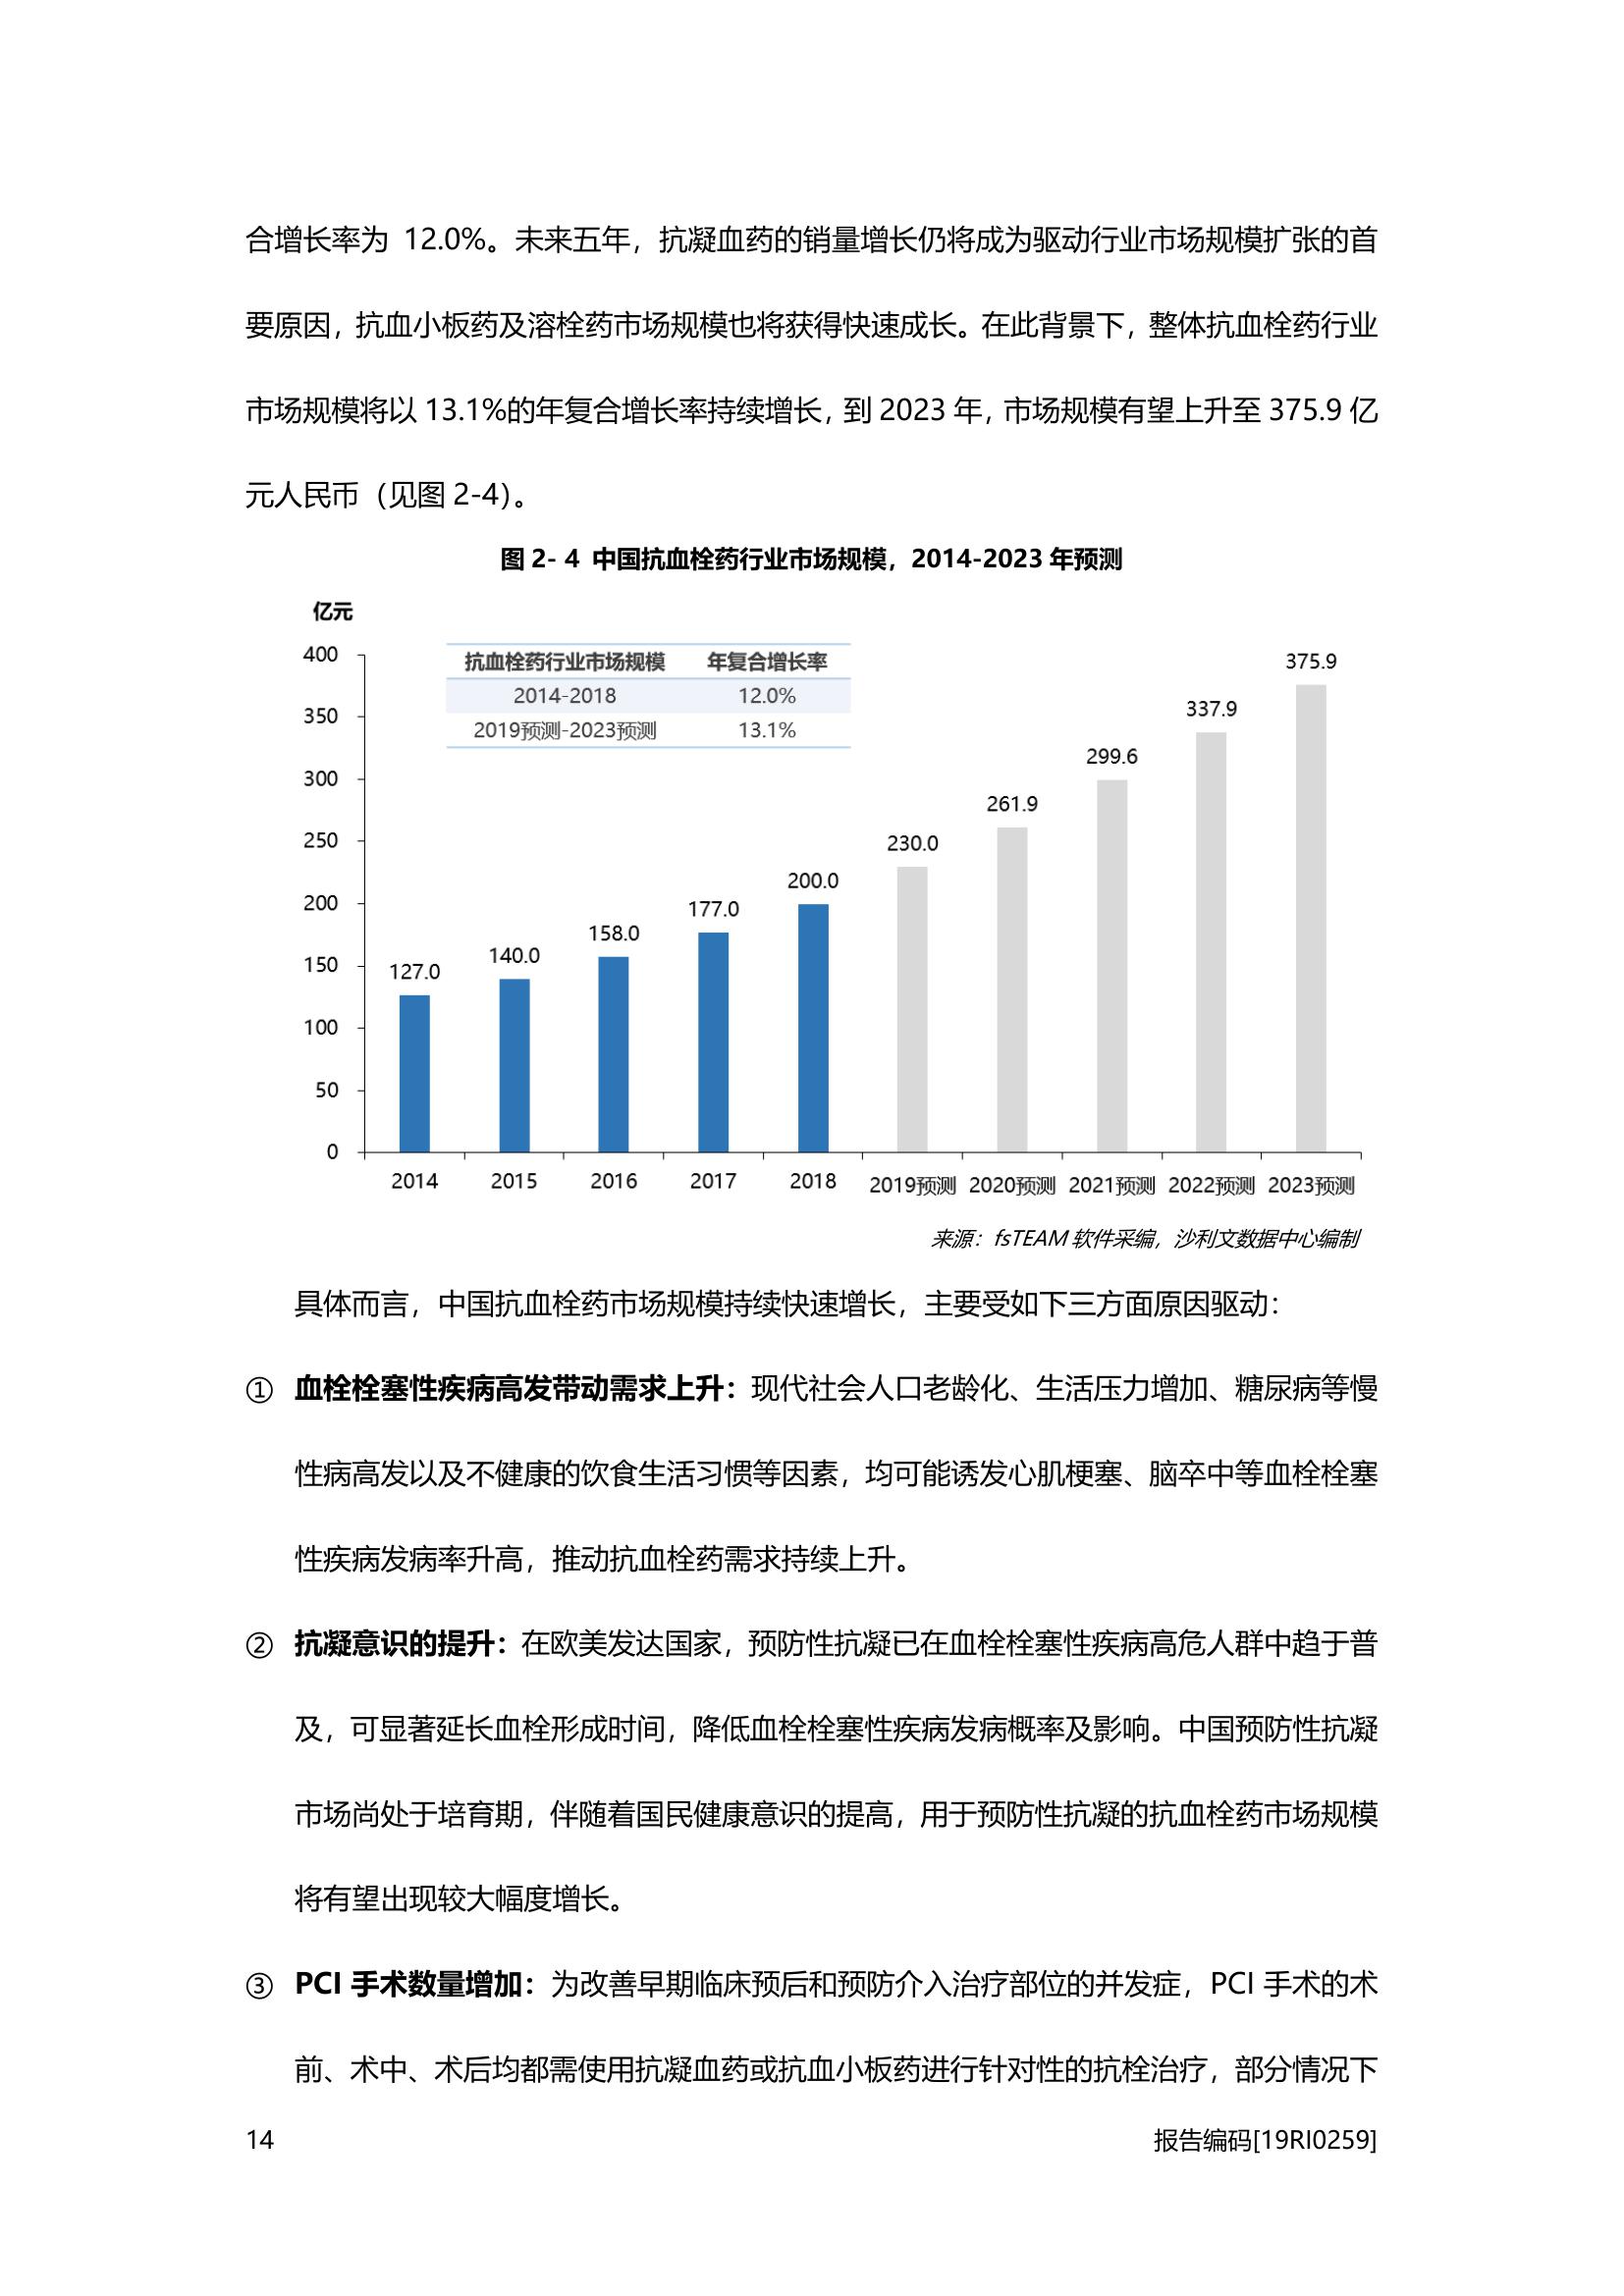 合增长率为 12.0%。未来五年，抗凝血药的销量增长仍将成为驱动行业市场规模扩张的首
要原因，抗血小板药及溶栓药市场规模也将获得快速成长。在此背景下，整体抗血栓药行业
市场规模将以 13.1%的年复合增长率持续增长，到 2023 年，市场规模有望上升至 375.9 亿
元人民币（见图 2-4）。
图 2- 4 中国抗血栓药行业市场规模，2014-2023 年预测
亿元
抗血栓药行业市场规模 年复合增长率
2014-2018 12.0%
2019预测-2023预测 13.1%
400
350
300
250
200
150
100
50
0
127.0 140.0 158.0 177.0 200.0 230.0 261.9 299.6 337.9 375.9
2014 2015 2016 2017 2018 2019预测 2020预测 2021预测 2022预测 2023预测
来源：fsTEAM 软件采编，沙利文数据中心编制
具体而言，中国抗血栓药市场规模持续快速增长，主要受如下三方面原因驱动：
① 血栓栓塞性疾病高发带动需求上升：现代社会人口老龄化、生活压力增加、糖尿病等慢
性病高发以及不健康的饮食生活习惯等因素，均可能诱发心肌梗塞、脑卒中等血栓栓塞
性疾病发病率升高，推动抗血栓药需求持续上升。
② 抗凝意识的提升：在欧美发达国家，预防性抗凝已在血栓栓塞性疾病高危人群中趋于普
及，可显著延长血栓形成时间，降低血栓栓塞性疾病发病概率及影响。中国预防性抗凝
市场尚处于培育期，伴随着国民健康意识的提高，用于预防性抗凝的抗血栓药市场规模
将有望出现较大幅度增长。
③ PCI 手术数量增加：为改善早期临床预后和预防介入治疗部位的并发症，PCI 手术的术
前、术中、术后均都需使用抗凝血药或抗血小板药进行针对性的抗栓治疗，部分情况下
14 报告编码[19RI0259]